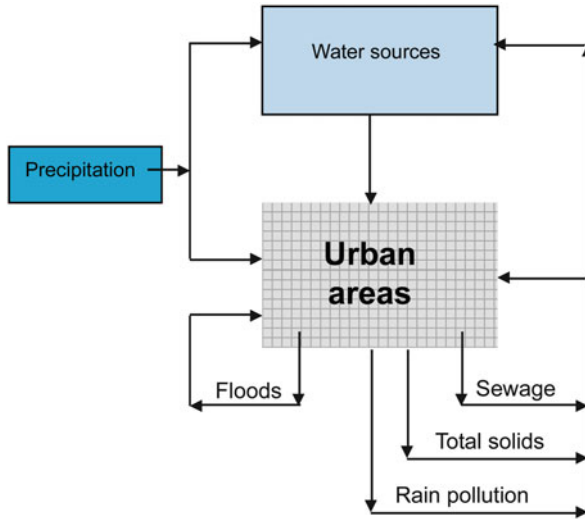 Water sources
Precipitation
Urban
areas
Floods
Sewage
Total solids
Rain pollution